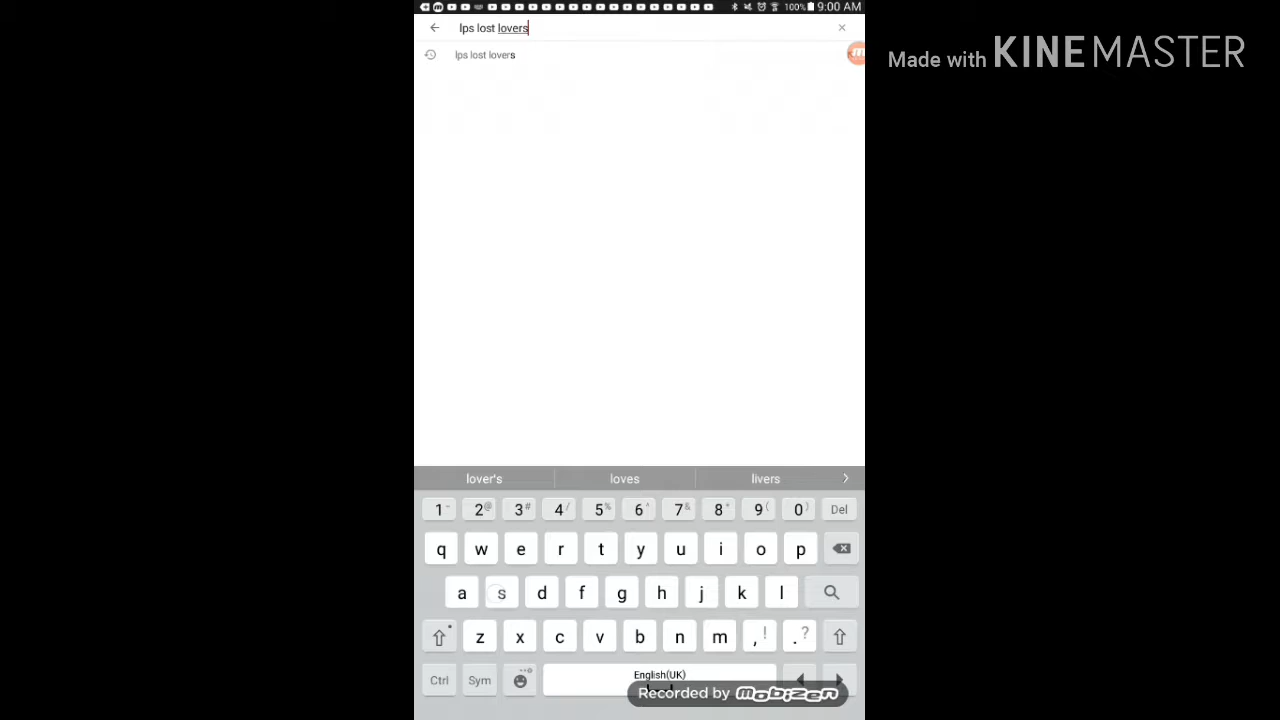 100% 9:00 AM
lps lost lovers
lps lost lovers
Made with KINEMASTER
lover's loves livers
1 - 2 @ 3 # 4 / 5 % 6 ^ 7 & 8 * 9 ( 0 ) Del
q w e r t y u i o p
a s d f g h j k l
z x c v b n m , ! . ?
Ctrl Sym English(UK)
Recorded by mobizen